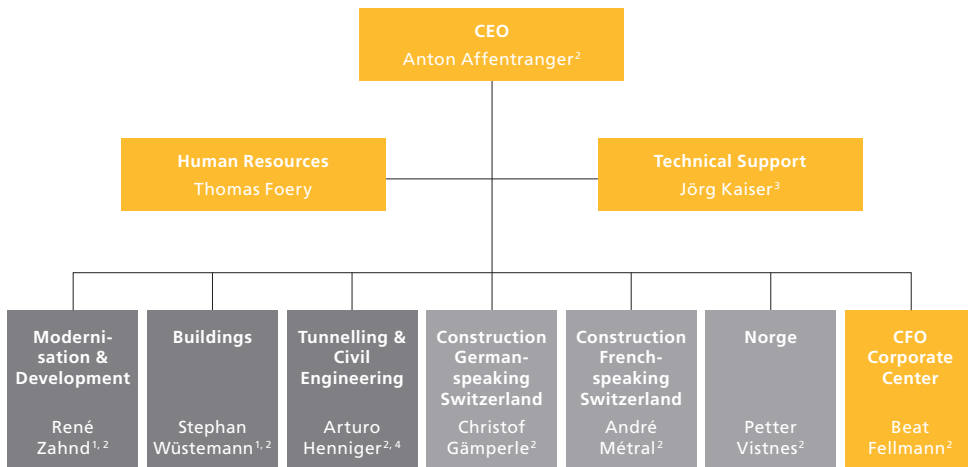 CEO
Anton Affentranger²
Human Resources
Thomas Foery
Technical Support
Jörg Kaiser³
Moderni-
sation &
Development
René
Zahnd¹, ²
Buildings
Stephan
Wüstemann¹, ²
Tunnelling &
Civil
Engineering
Arturo
Henniger², ⁴
Construction
German-
speaking
Switzerland
Christof
Gämperle²
Construction
French-
speaking
Switzerland
André
Métral²
Norge
Petter
Vistnes²
CFO
Corporate
Center
Beat
Fellmann²